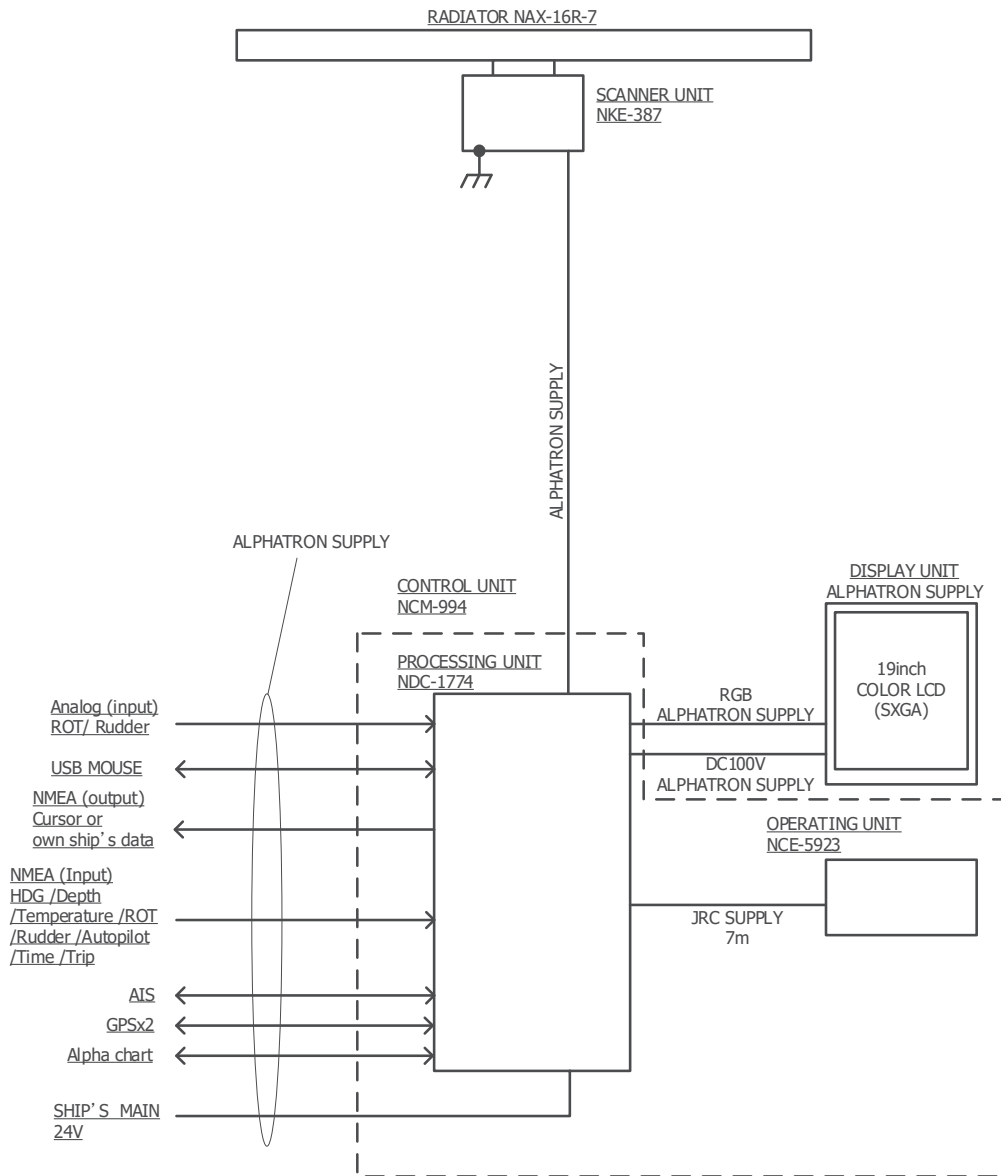 RADIATOR NAX-16R-7
SCANNER UNIT
NKE-387
ALPHATRON SUPPLY
ALPHATRON SUPPLY
CONTROL UNIT
NCM-994
PROCESSING UNIT
NDC-1774
DISPLAY UNIT
ALPHATRON SUPPLY
19inch
COLOR LCD
(SXGA)
RGB
ALPHATRON SUPPLY
DC100V
ALPHATRON SUPPLY
OPERATING UNIT
NCE-5923
JRC SUPPLY
7m
Analog (input)
ROT/ Rudder
USB MOUSE
NMEA (output)
Cursor or
own ship’s data
NMEA (Input)
HDG /Depth
/Temperature /ROT
/Rudder /Autopilot
/Time /Trip
AIS
GPSx2
Alpha chart
SHIP’S MAIN
24V